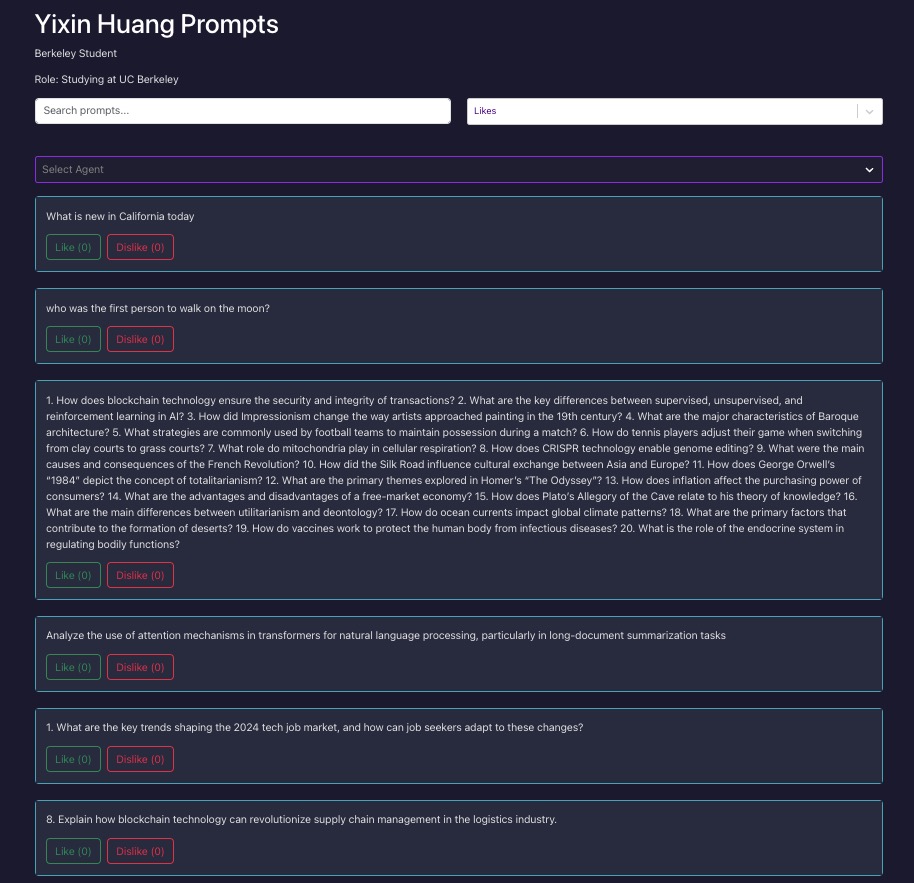 Yixin Huang Prompts
Berkeley Student
Role: Studying at UC Berkeley
Search prompts...
Likes
Select Agent
What is new in California today
Like (0) Dislike (0)
who was the first person to walk on the moon?
Like (0) Dislike (0)
1. How does blockchain technology ensure the security and integrity of transactions? 2. What are the key differences between supervised, unsupervised, and
reinforcement learning in AI? 3. How did Impressionism change the way artists approached painting in the 19th century? 4. What are the major characteristics of Baroque
architecture? 5. What strategies are commonly used by football teams to maintain possession during a match? 6. How do tennis players adjust their game when switching
from clay courts to grass courts? 7. What role do mitochondria play in cellular respiration? 8. How does CRISPR technology enable genome editing? 9. What were the main
causes and consequences of the French Revolution? 10. How did the Silk Road influence cultural exchange between Asia and Europe? 11. How does George Orwell's
"1984" depict the concept of totalitarianism? 12. What are the primary themes explored in Homer's "The Odyssey"? 13. How does inflation affect the purchasing power of
consumers? 14. What are the advantages and disadvantages of a free-market economy? 15. How does Plato's Allegory of the Cave relate to his theory of knowledge? 16.
What are the main differences between utilitarianism and deontology? 17. How do ocean currents impact global climate patterns? 18. What are the primary factors that
contribute to the formation of deserts? 19. How do vaccines work to protect the human body from infectious diseases? 20. What is the role of the endocrine system in
regulating bodily functions?
Like (0) Dislike (0)
Analyze the use of attention mechanisms in transformers for natural language processing, particularly in long-document summarization tasks
Like (0) Dislike (0)
1. What are the key trends shaping the 2024 tech job market, and how can job seekers adapt to these changes?
Like (0) Dislike (0)
8. Explain how blockchain technology can revolutionize supply chain management in the logistics industry.
Like (0) Dislike (0)